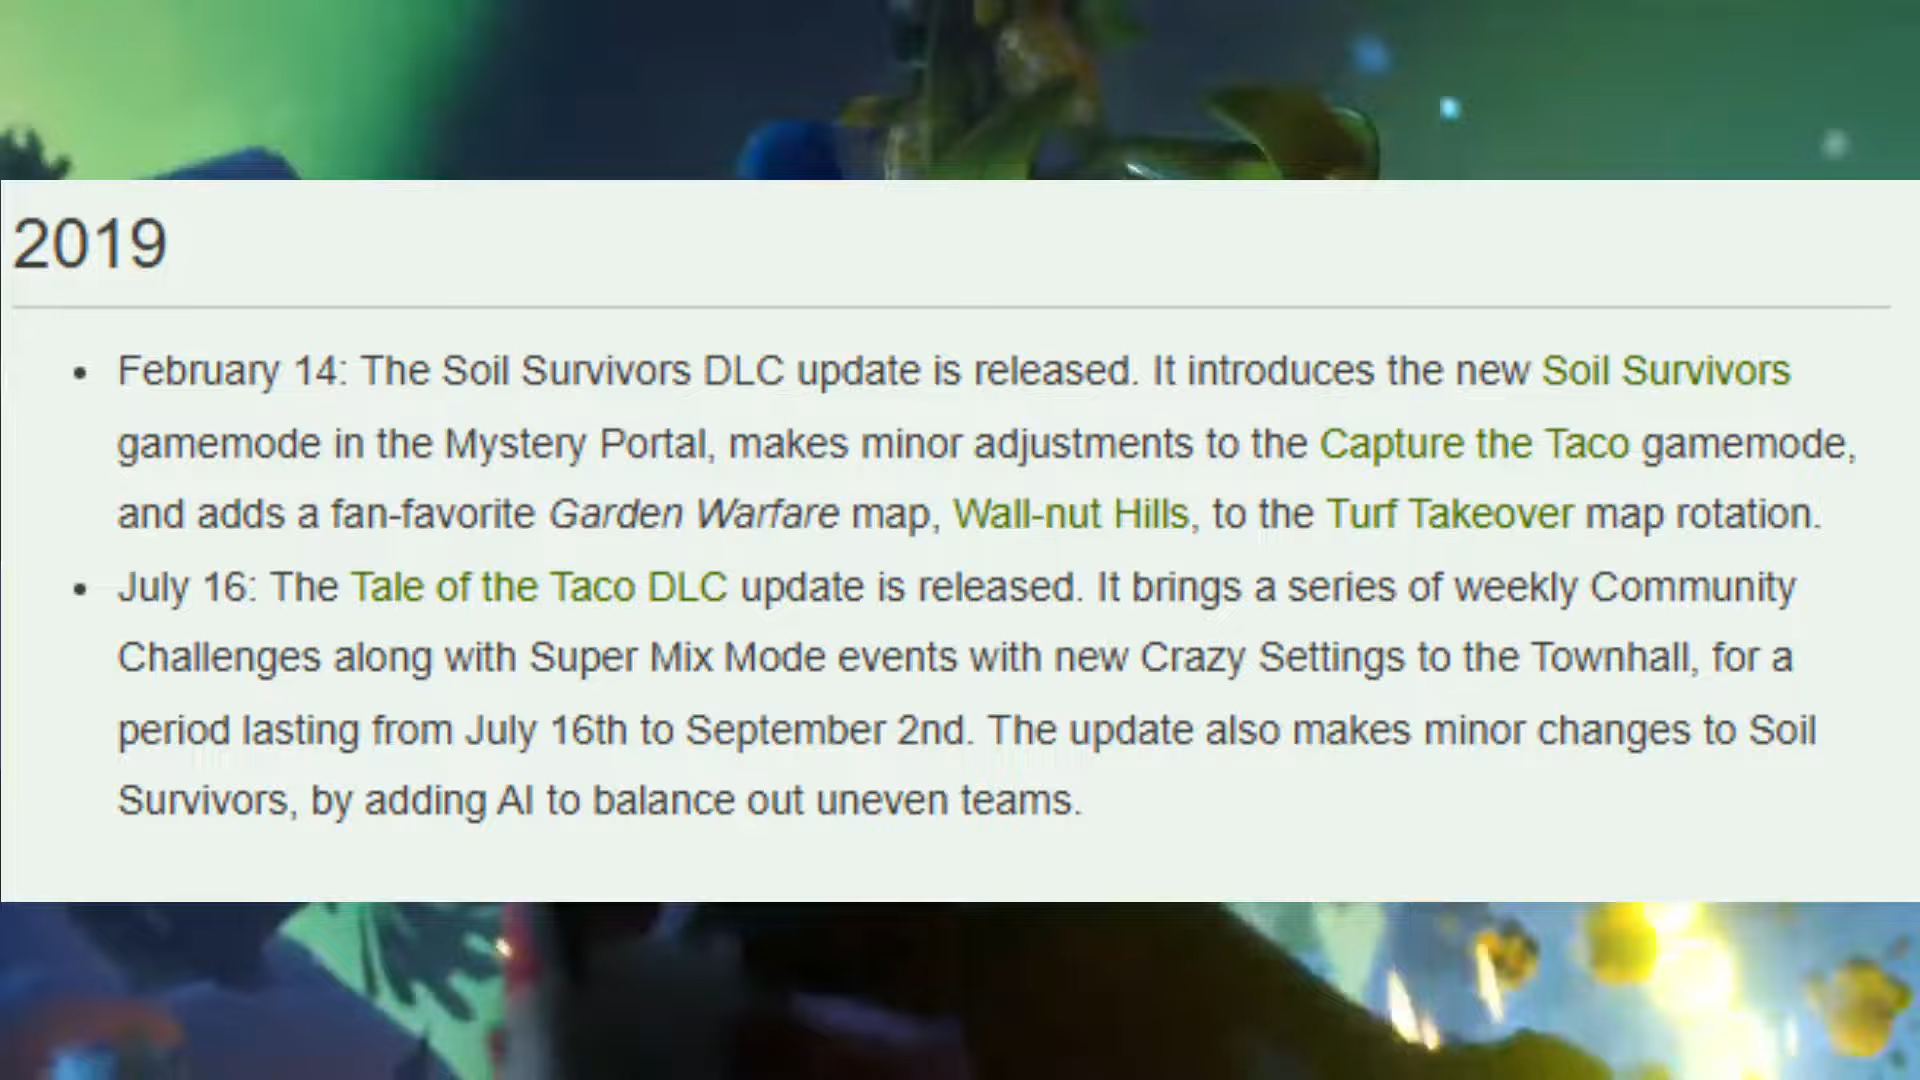 2019
• February 14: The Soil Survivors DLC update is released. It introduces the new Soil Survivors
gamemode in the Mystery Portal, makes minor adjustments to the Capture the Taco gamemode,
and adds a fan-favorite Garden Warfare map, Wall-nut Hills, to the Turf Takeover map rotation.
• July 16: The Tale of the Taco DLC update is released. It brings a series of weekly Community
Challenges along with Super Mix Mode events with new Crazy Settings to the Townhall, for a
period lasting from July 16th to September 2nd. The update also makes minor changes to Soil
Survivors, by adding AI to balance out uneven teams.